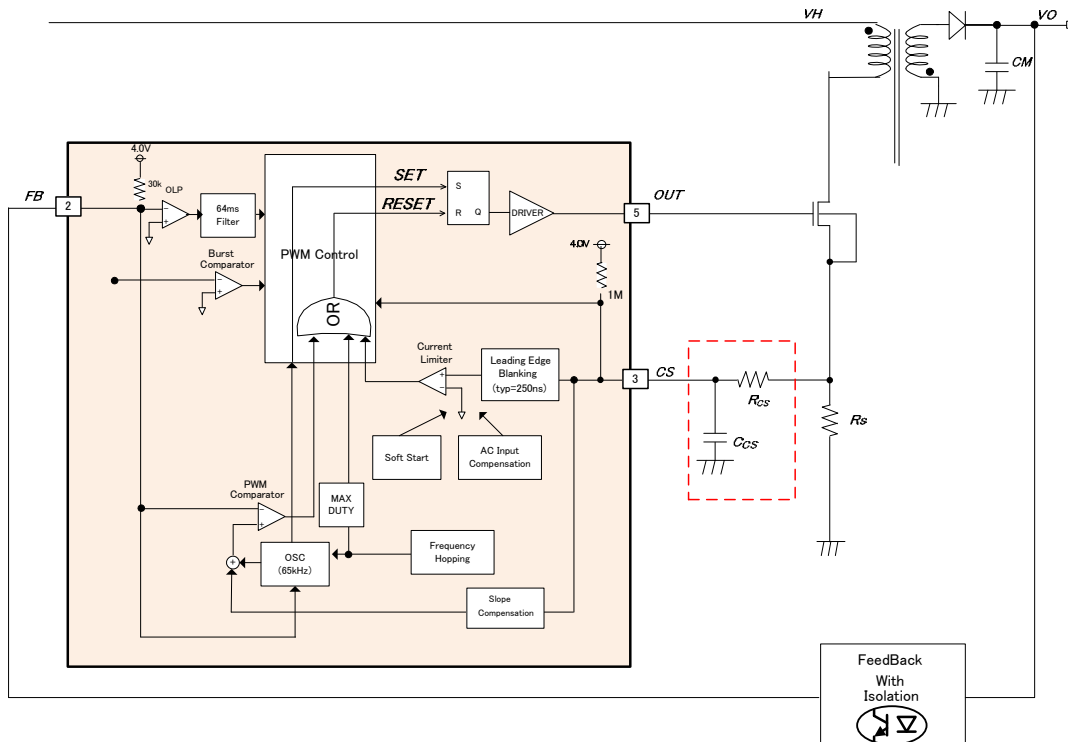 VH
VO
CM
4.0V
30k
OLP
FB
2
64ms
Filter
SET
RESET
S
R Q
DRIVER
OUT
5
PWM Control
Burst
Comparator
OR
4.0V
1M
Current
Limiter
Leading Edge
Blanking
(typ=250ns)
3
CS
RCS
CCS
Rs
Soft Start
AC Input
Compensation
PWM
Comparator
MAX
DUTY
OSC
(65kHz)
Frequency
Hopping
Slope
Compensation
FeedBack
With
Isolation